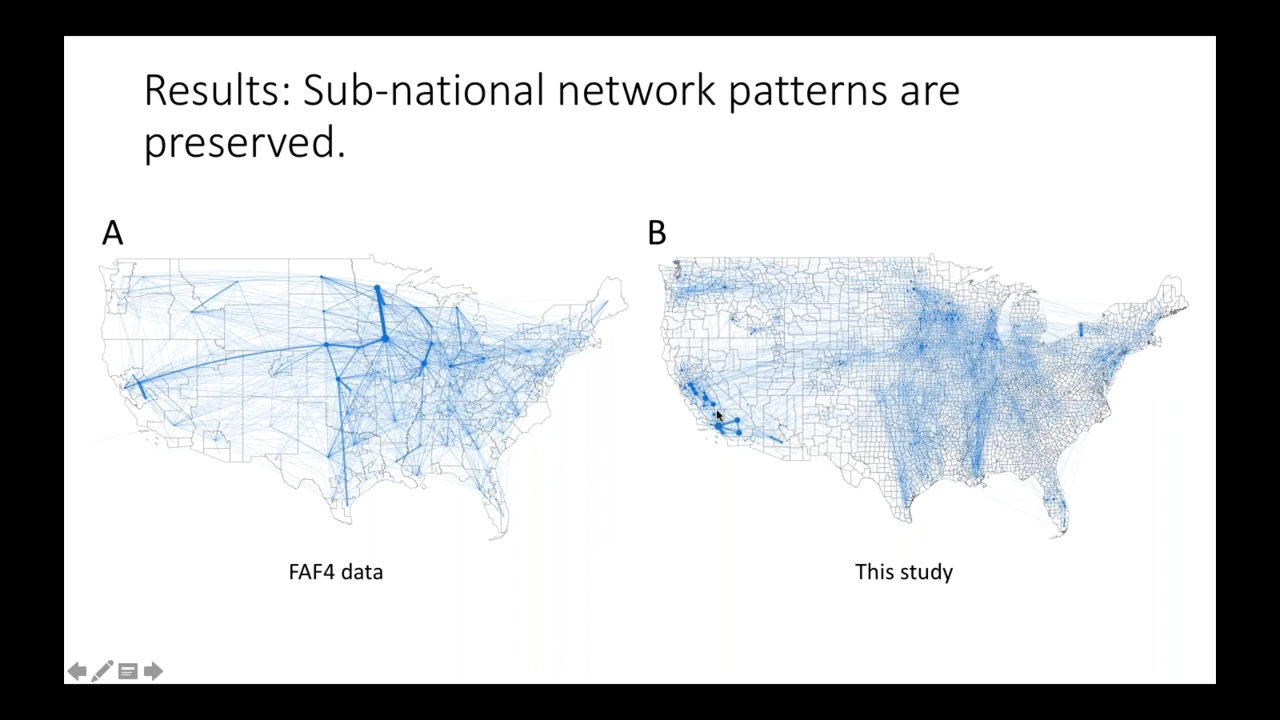 Results: Sub-national network patterns are
preserved.
A
B
FAF4 data
This study